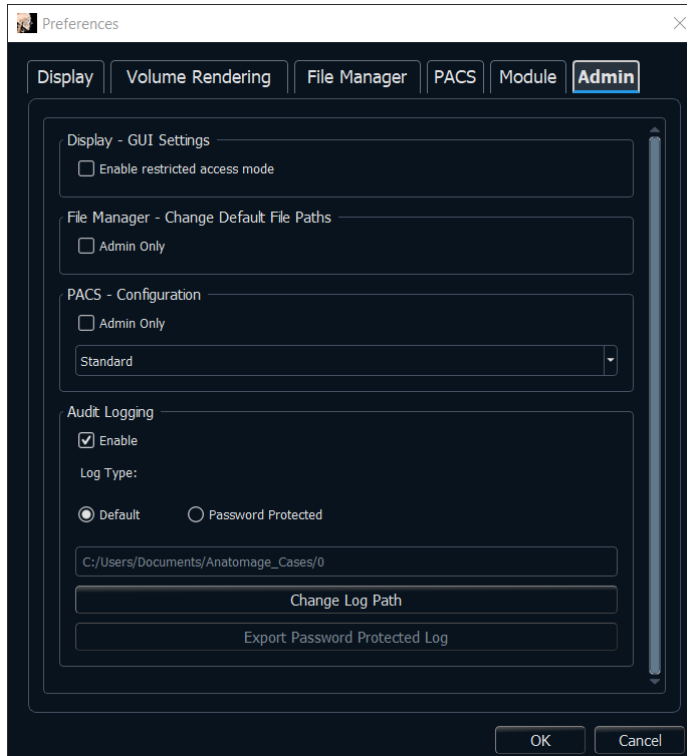 Preferences
Display Volume Rendering File Manager PACS Module Admin
Display - GUI Settings
Enable restricted access mode
File Manager - Change Default File Paths
Admin Only
PACS - Configuration
Admin Only
Standard
Audit Logging
Enable
Log Type:
Default Password Protected
C:/Users/Documents/Anatomage_Cases/0
Change Log Path
Export Password Protected Log
OK Cancel